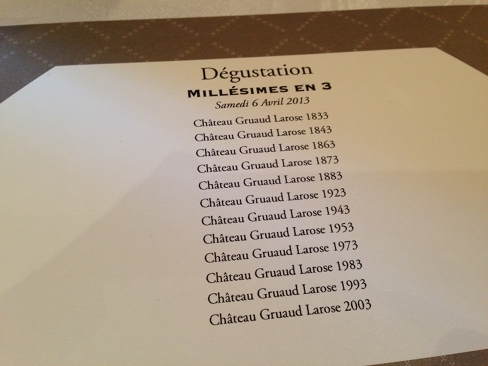 Dégustation
MILLÉSIMES EN 3
Samedi 6 Avril 2013
Château Gruaud Larose 1833
Château Gruaud Larose 1843
Château Gruaud Larose 1863
Château Gruaud Larose 1873
Château Gruaud Larose 1883
Château Gruaud Larose 1923
Château Gruaud Larose 1943
Château Gruaud Larose 1953
Château Gruaud Larose 1973
Château Gruaud Larose 1983
Château Gruaud Larose 1993
Château Gruaud Larose 2003